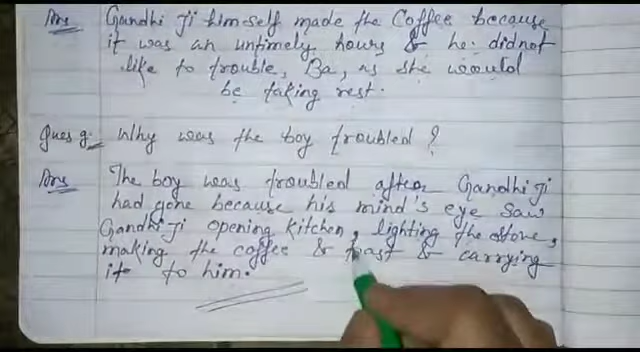 Ans Gandhi Ji himself made the Coffee because
it was an untimely hours & he didnot
like to trouble, Ba, as she would
be taking rest.
Ques 9. Why was the boy troubled ?
Ans The boy was troubled after Gandhi Ji
had gone because his mind's eye saw
Gandhi Ji opening kitchen, lighting the stove,
making the coffee & toast & carrying
it to him.